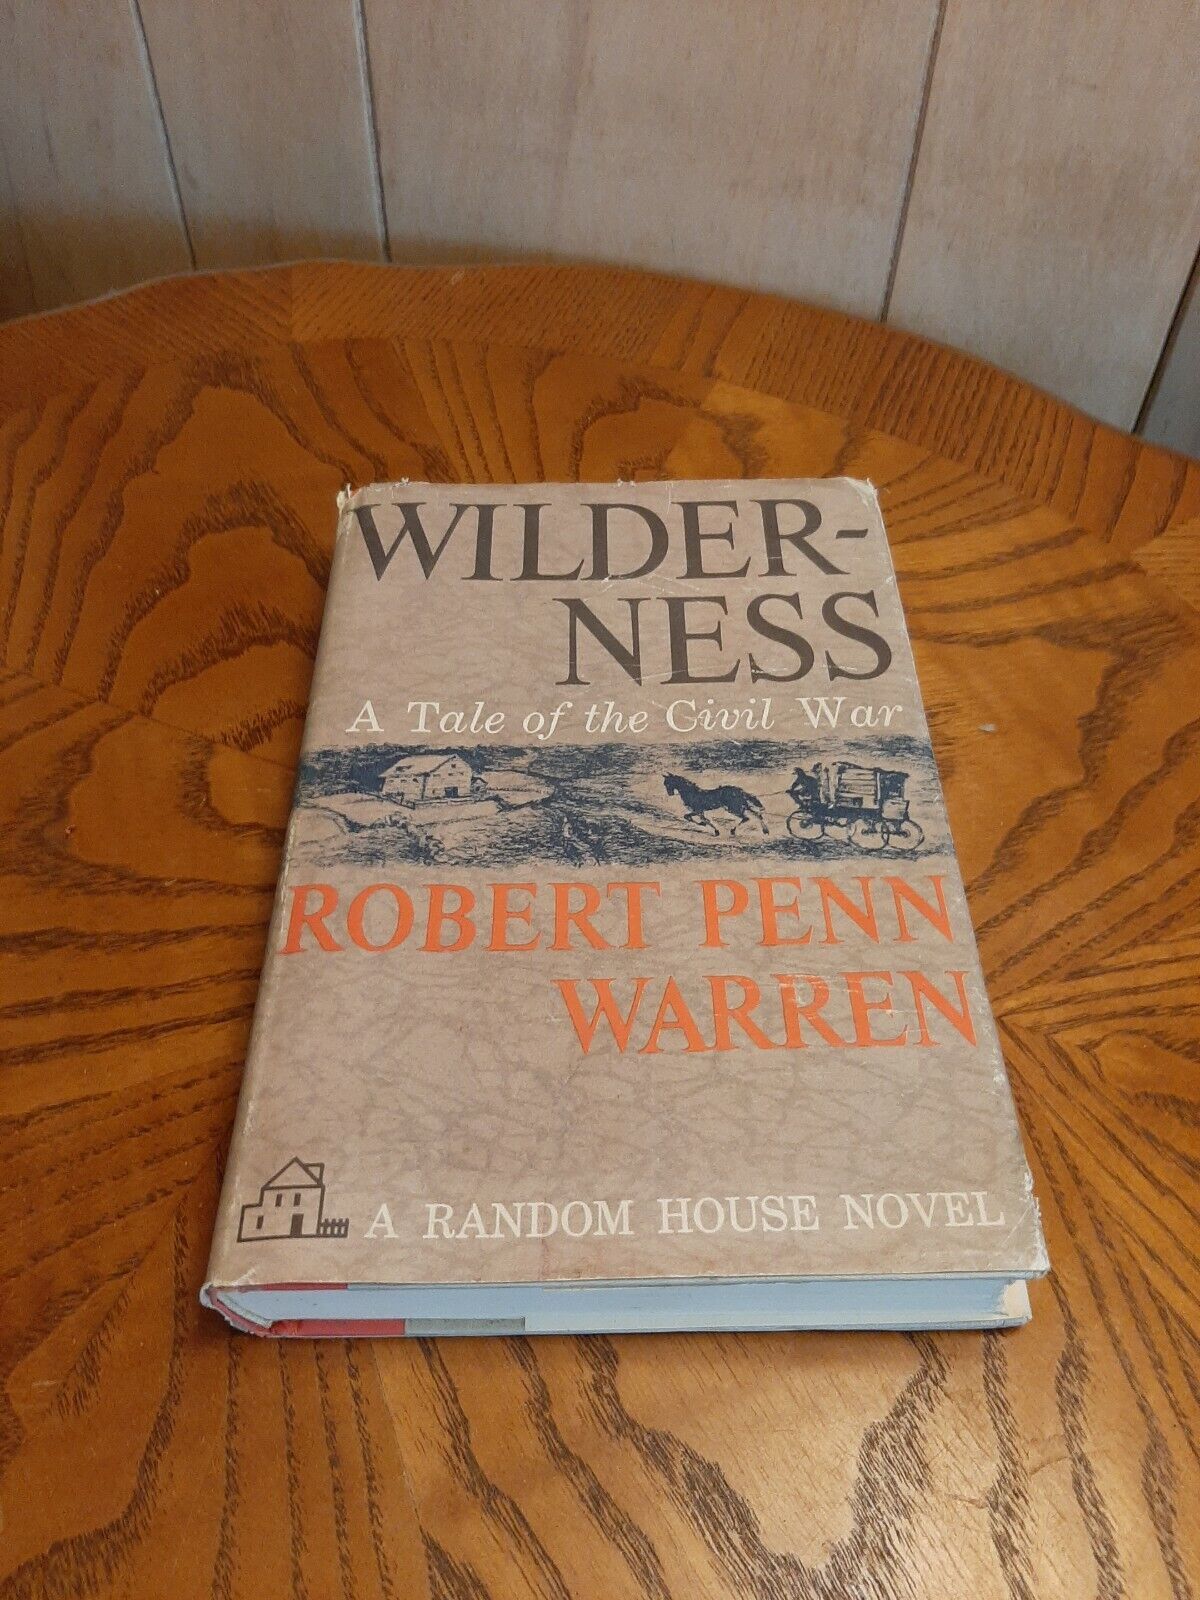 WILDER-
NESS
A Tale of the Civil War
ROBERT PENN
WARREN
A RANDOM HOUSE NOVEL